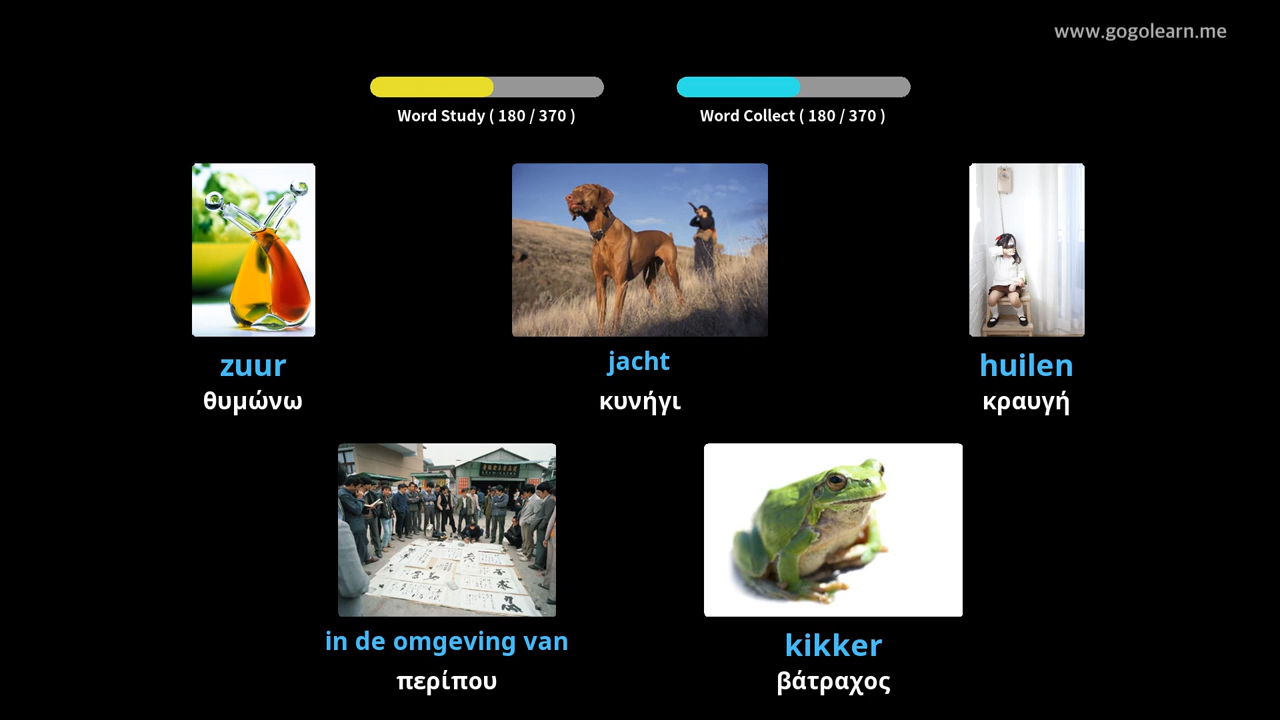 www.gogolearn.me
Word Study ( 180 / 370 )
Word Collect ( 180 / 370 )
zuur
θυμώνω
jacht
κυνήγι
huilen
κραυγή
in de omgeving van
περίπου
kikker
βάτραχος